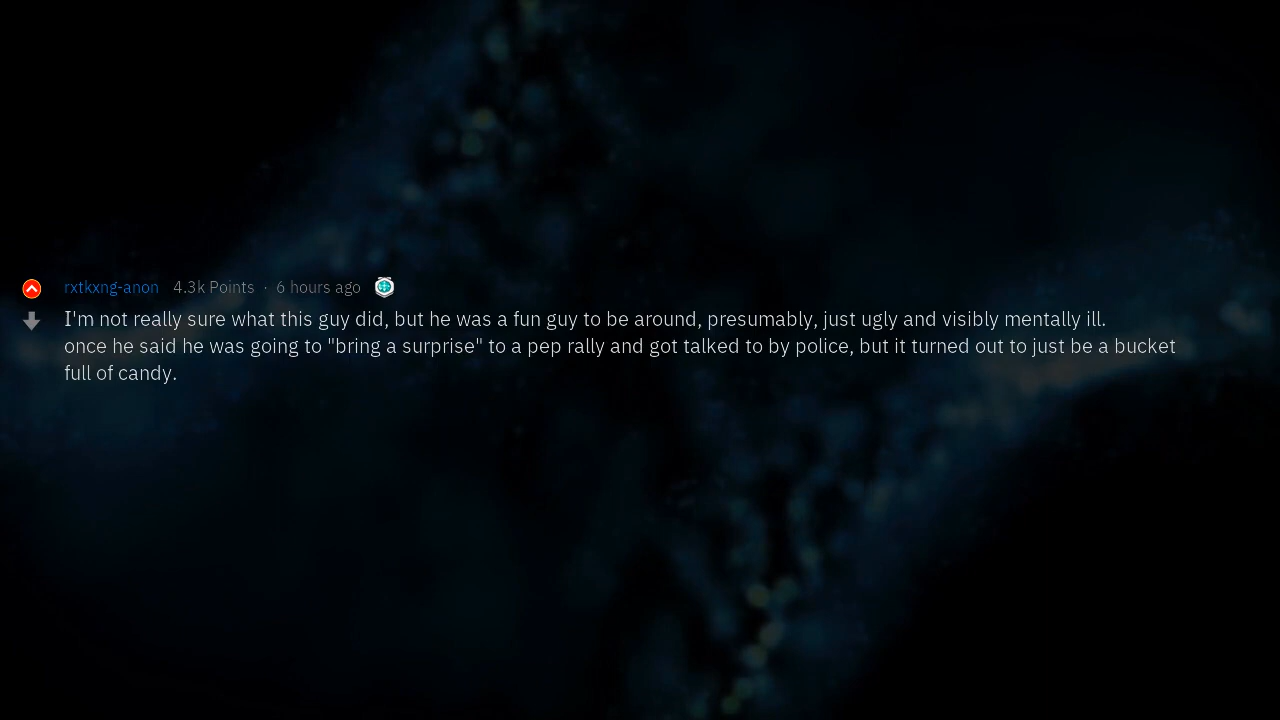 rxtkxng-anon 4.3k Points · 6 hours ago
I'm not really sure what this guy did, but he was a fun guy to be around, presumably, just ugly and visibly mentally ill.
once he said he was going to "bring a surprise" to a pep rally and got talked to by police, but it turned out to just be a bucket
full of candy.